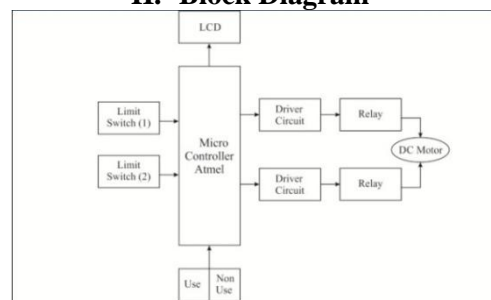 II. Block Diagram
LCD
Limit
Switch (1)
Limit
Switch (2)
Micro
Controller
Atmel
Driver
Circuit
Relay
Driver
Circuit
Relay
DC Motor
Use
Non
Use